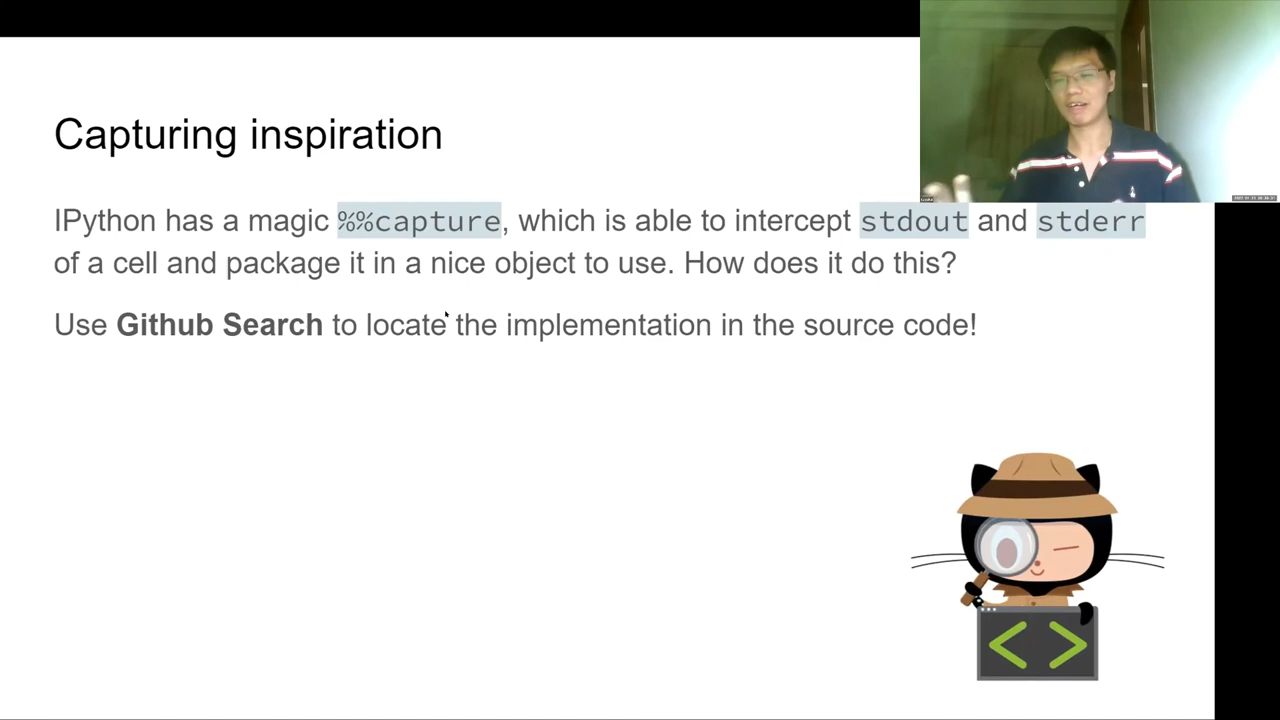 Capturing inspiration
IPython has a magic %%capture, which is able to intercept stdout and stderr
of a cell and package it in a nice object to use. How does it do this?
Use Github Search to locate the implementation in the source code!
< >